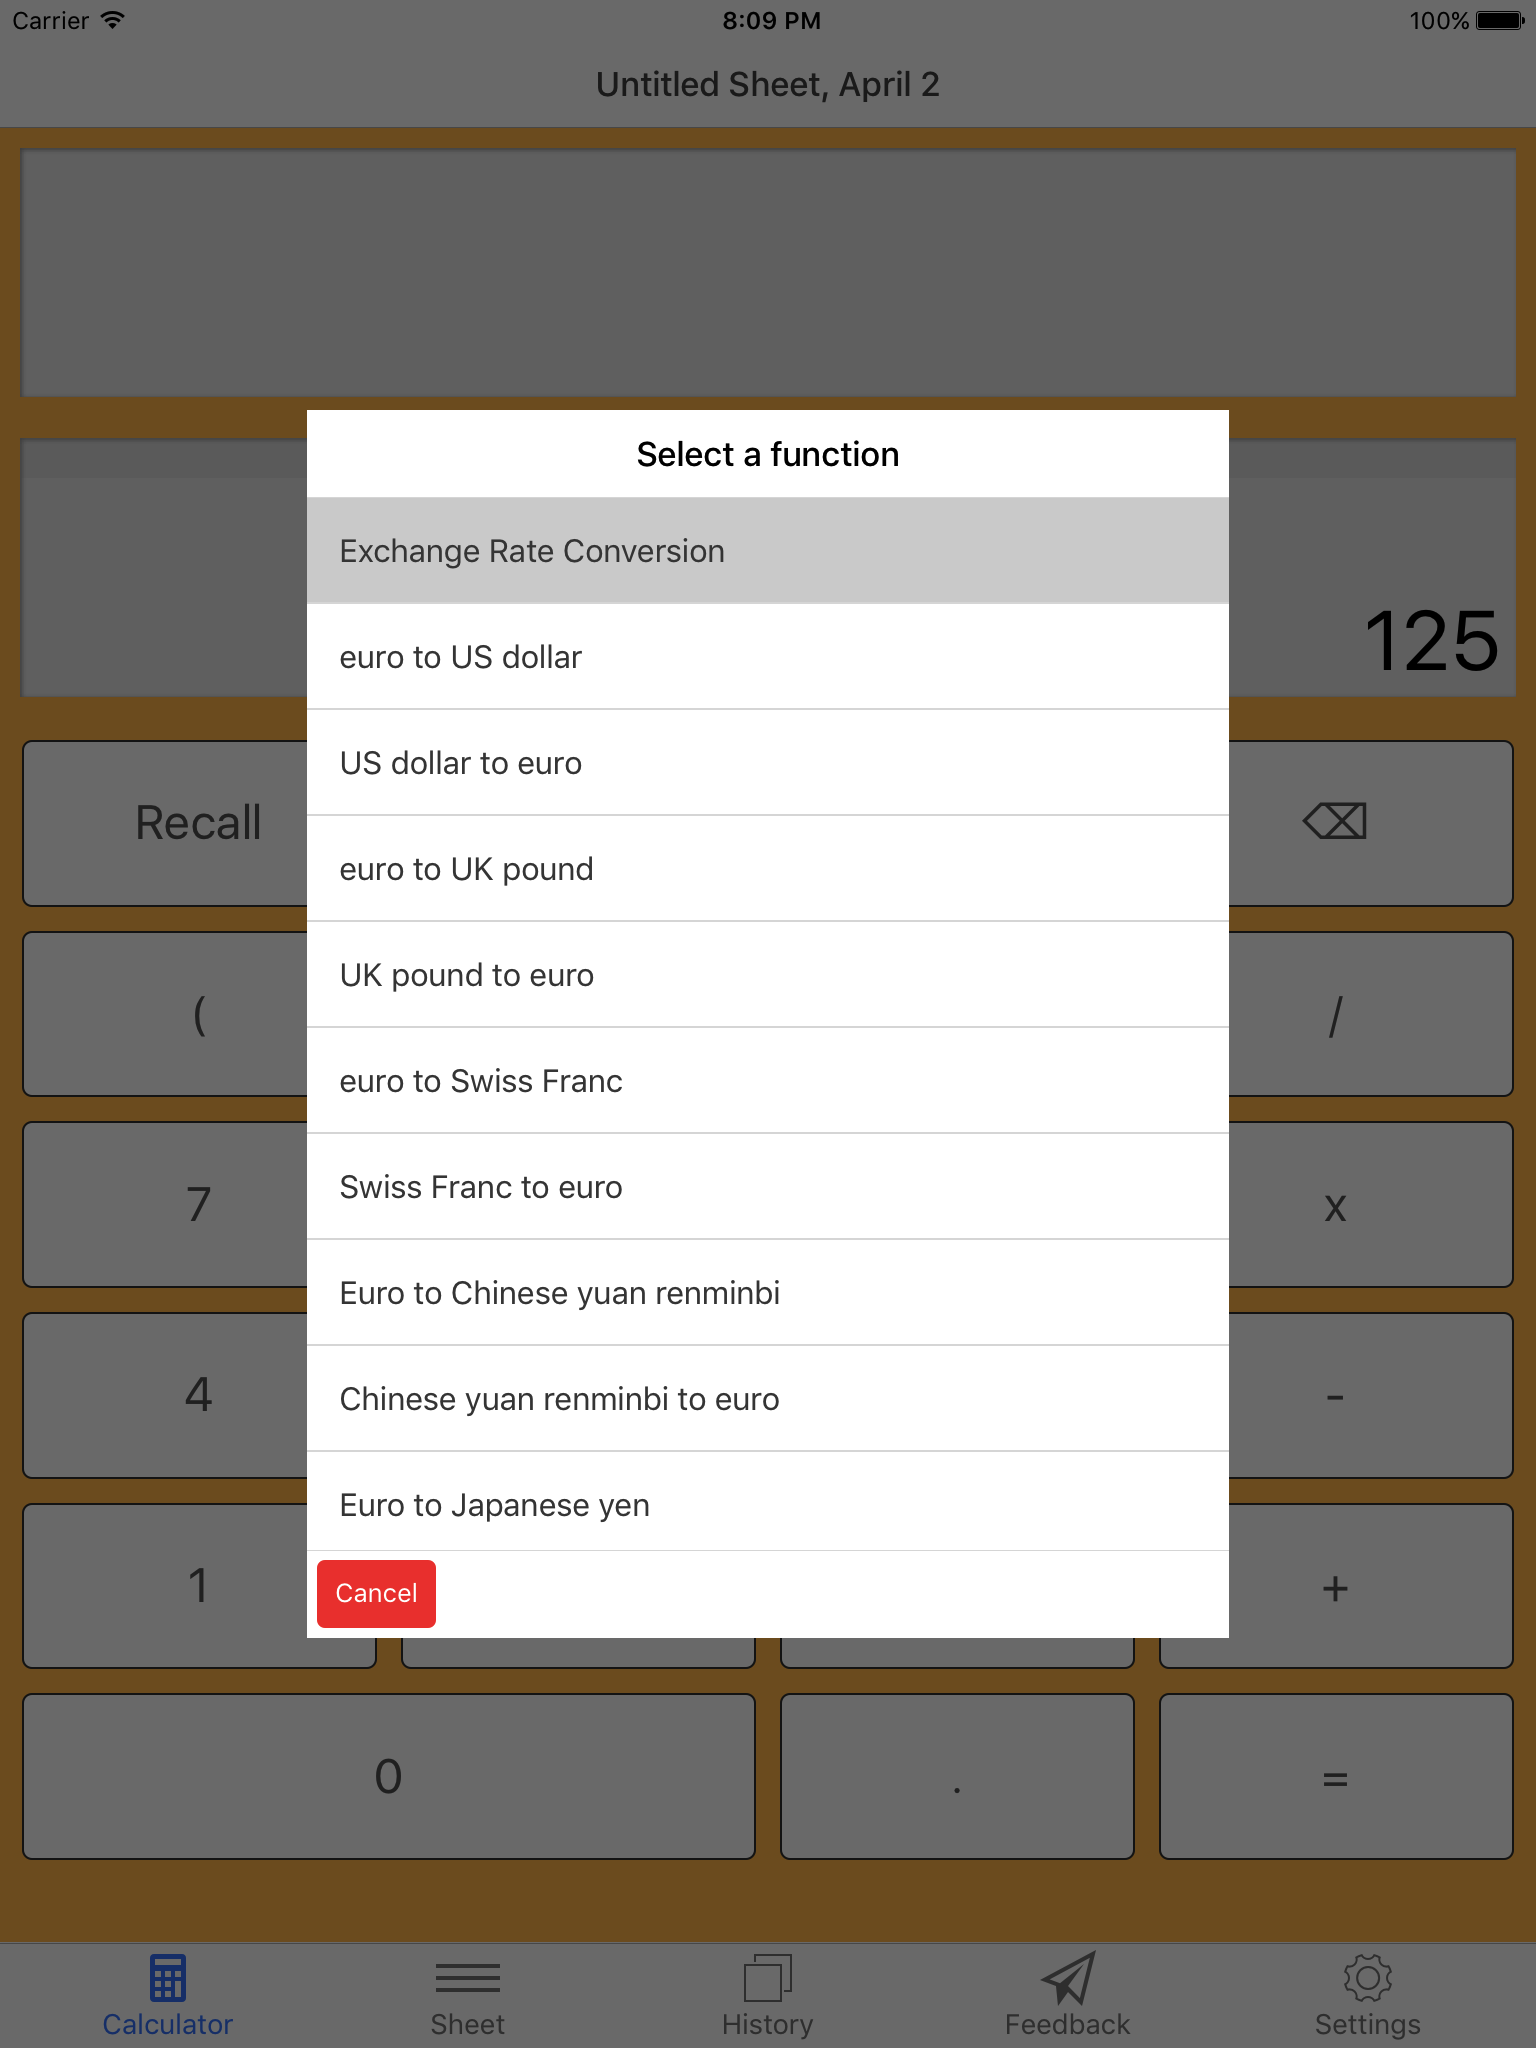 Carrier 8:09 PM 100%
Untitled Sheet, April 2
Select a function
Exchange Rate Conversion
euro to US dollar
125
US dollar to euro
Recall ⌫
euro to UK pound
UK pound to euro
( /
euro to Swiss Franc
Swiss Franc to euro
7 x
Euro to Chinese yuan renminbi
Chinese yuan renminbi to euro
4 -
Euro to Japanese yen
1 +
Cancel
0 . =
Calculator Sheet History Feedback Settings